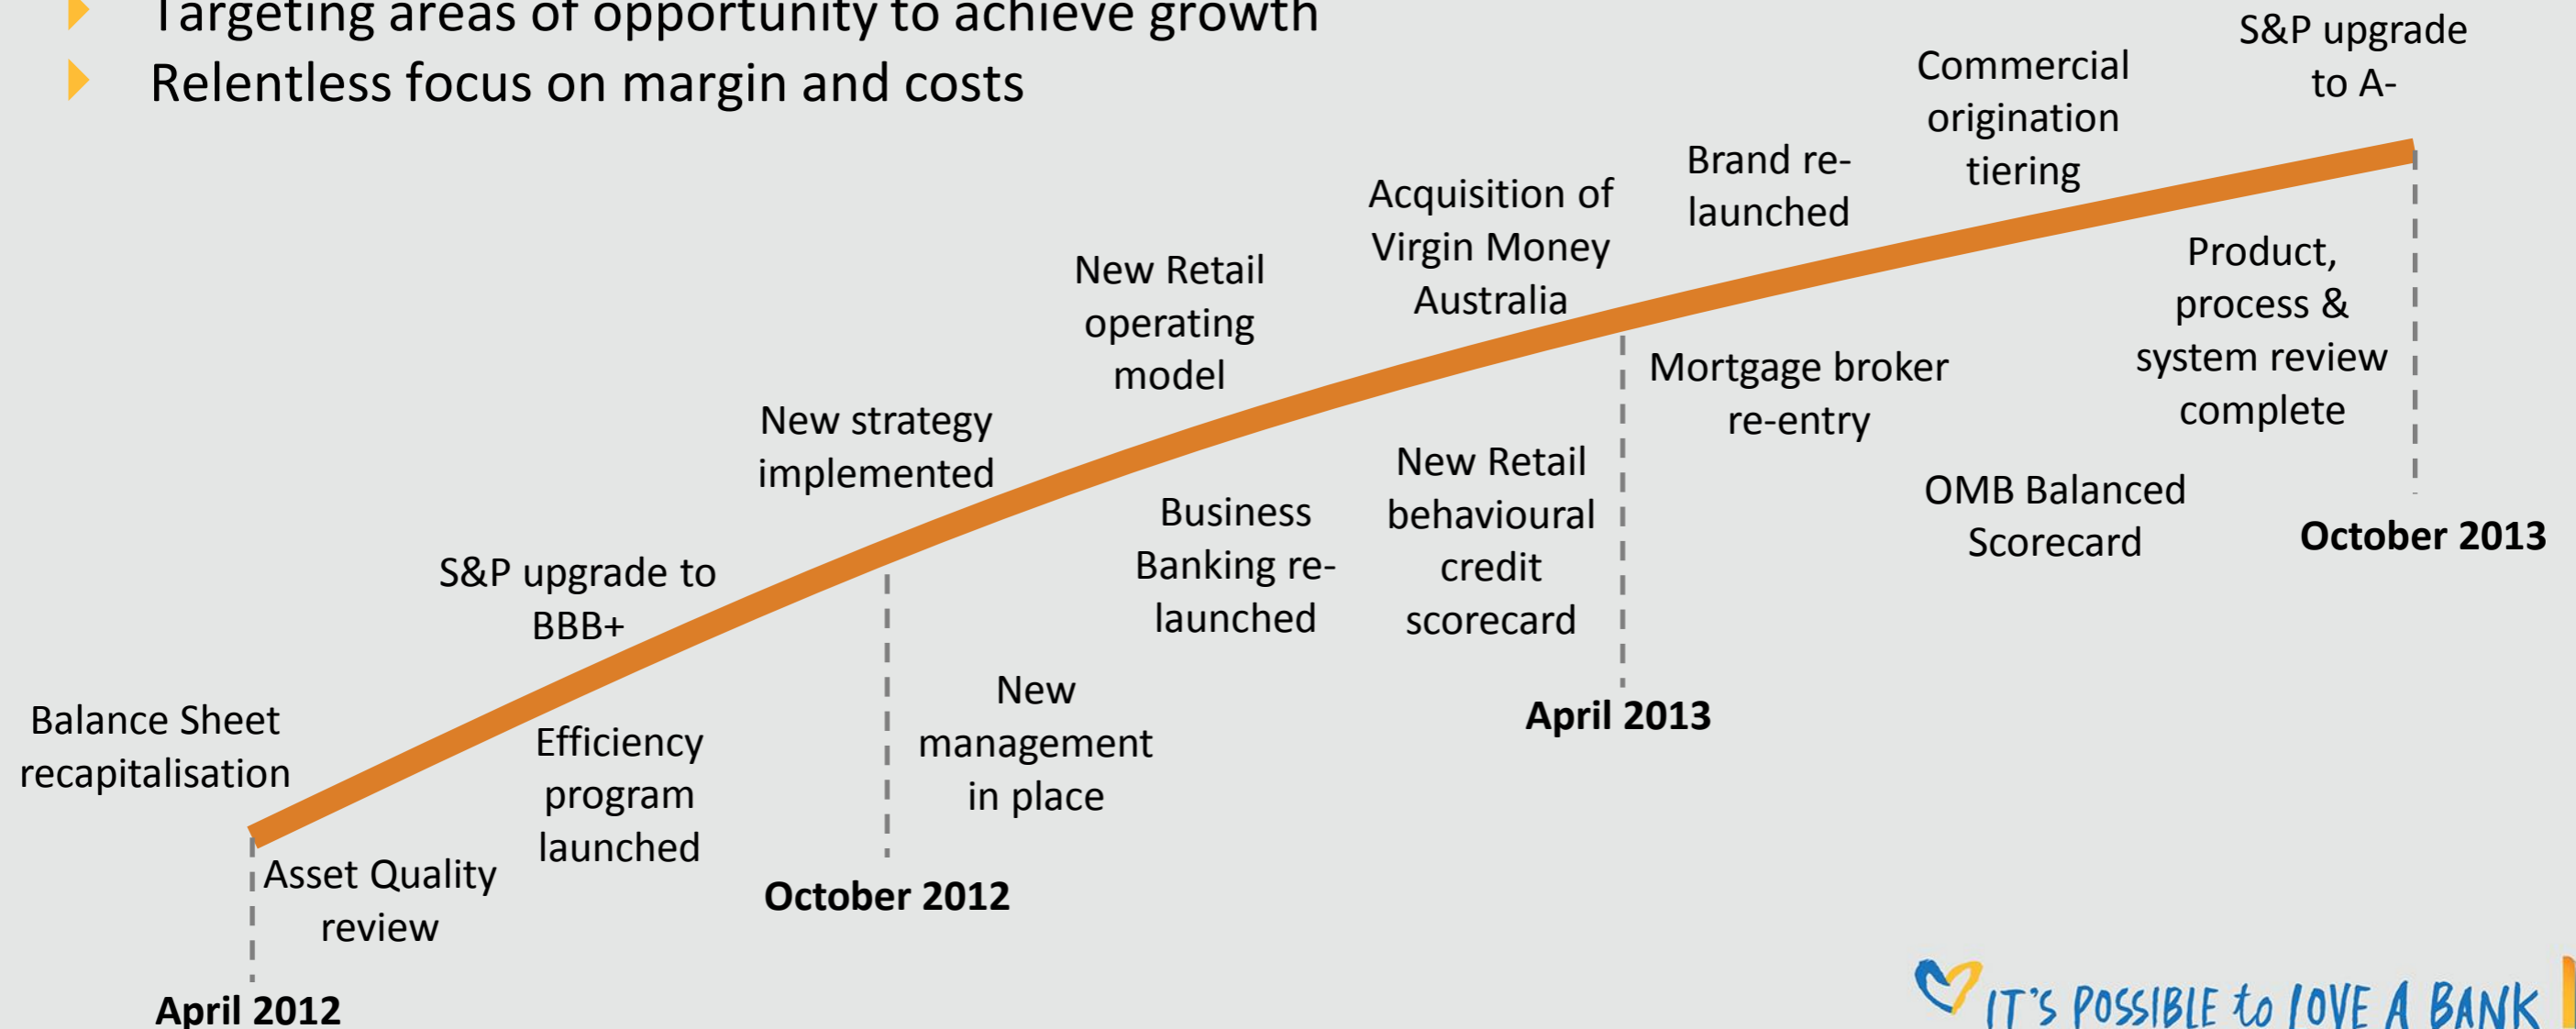 Targeting areas of opportunity to achieve growth
Relentless focus on margin and costs
Balance Sheet
recapitalisation
Asset Quality
review
April 2012
S&P upgrade to
BBB+
Efficiency
program
launched
New strategy
implemented
October 2012
New
management
in place
New Retail
operating
model
Business
Banking re-
launched
Acquisition of
Virgin Money
Australia
New Retail
behavioural
credit
scorecard
April 2013
Brand re-
launched
Mortgage broker
re-entry
Commercial
origination
tiering
OMB Balanced
Scorecard
S&P upgrade
to A-
Product,
process &
system review
complete
October 2013
IT'S POSSIBLE to LOVE A BANK